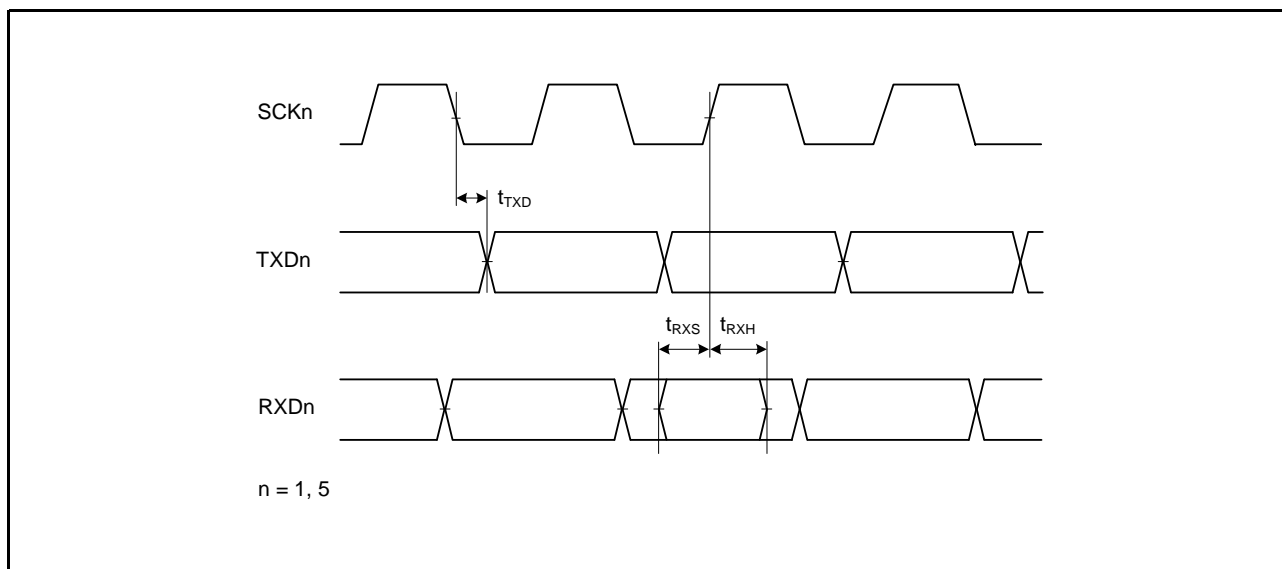 SCKn
tTXD
TXDn
tRXS tRXH
RXDn
n = 1, 5